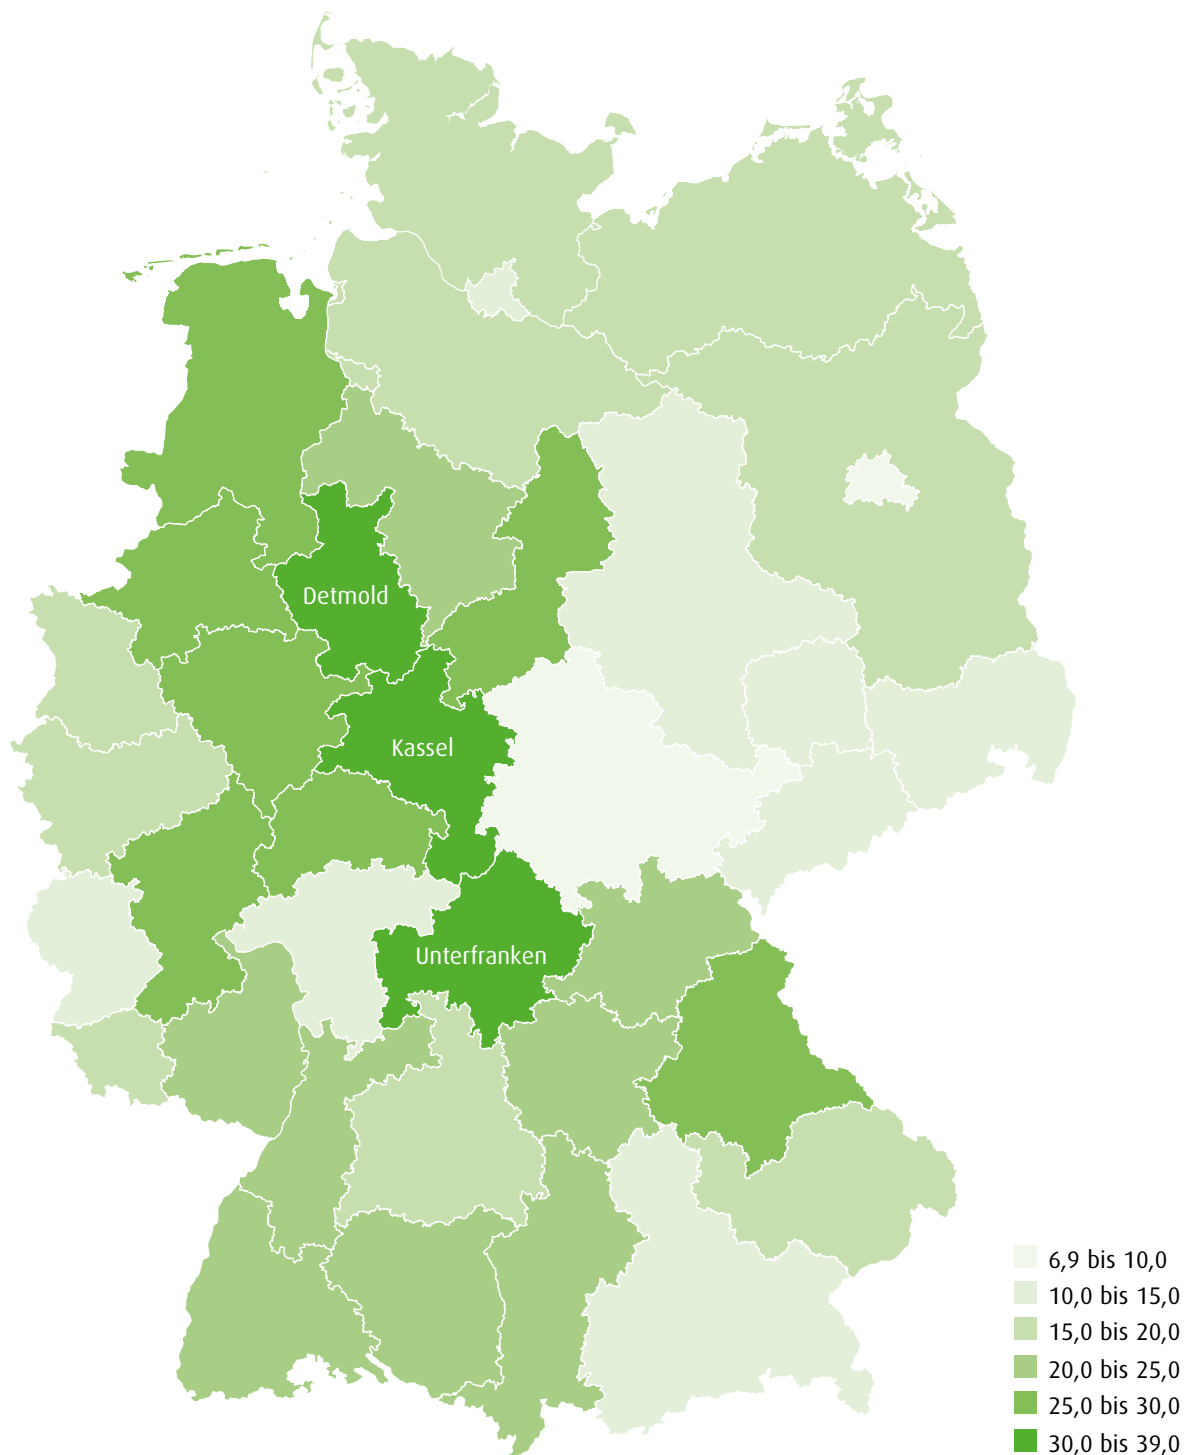 Detmold
Kassel
Unterfranken
6,9 bis 10,0
10,0 bis 15,0
15,0 bis 20,0
20,0 bis 25,0
25,0 bis 30,0
30,0 bis 39,0